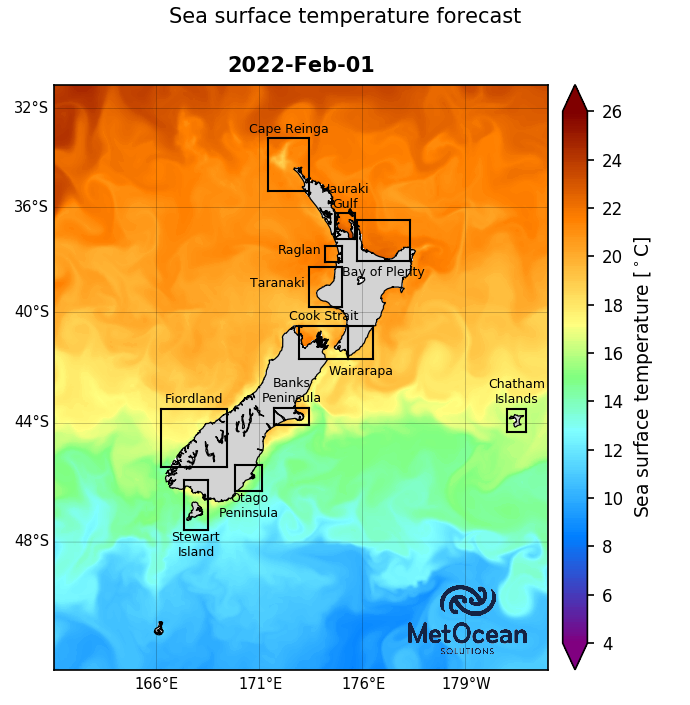 Sea surface temperature forecast
2022-Feb-01
32°S
36°S
40°S
44°S
48°S
166°E
171°E
176°E
179°W
Cape Reinga
Hauraki
Gulf
Raglan
Bay of Plenty
Taranaki
Cook Strait
Wairarapa
Banks
Peninsula
Chatham
Islands
Fiordland
Otago
Peninsula
Stewart
Island
MetOcean
SOLUTIONS
26
24
22
20
18
16
14
12
10
8
6
4
Sea surface temperature [°C]